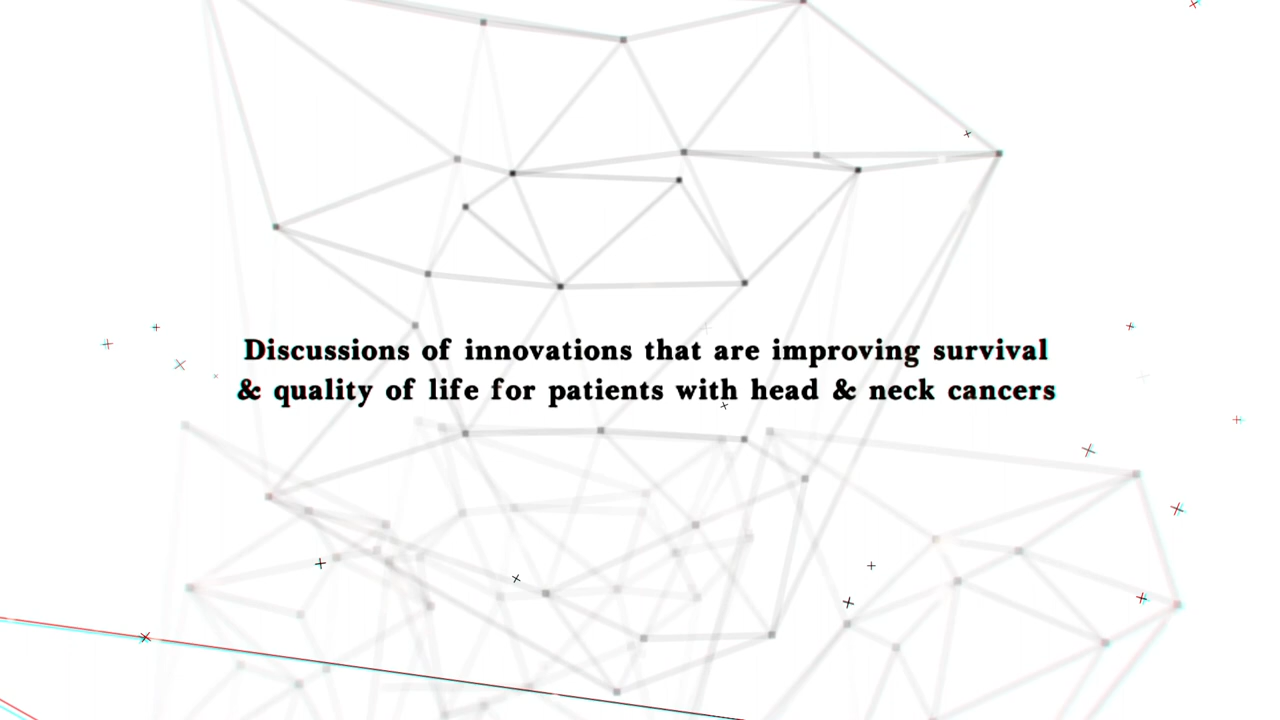 Discussions of innovations that are improving survival
& quality of life for patients with head & neck cancers